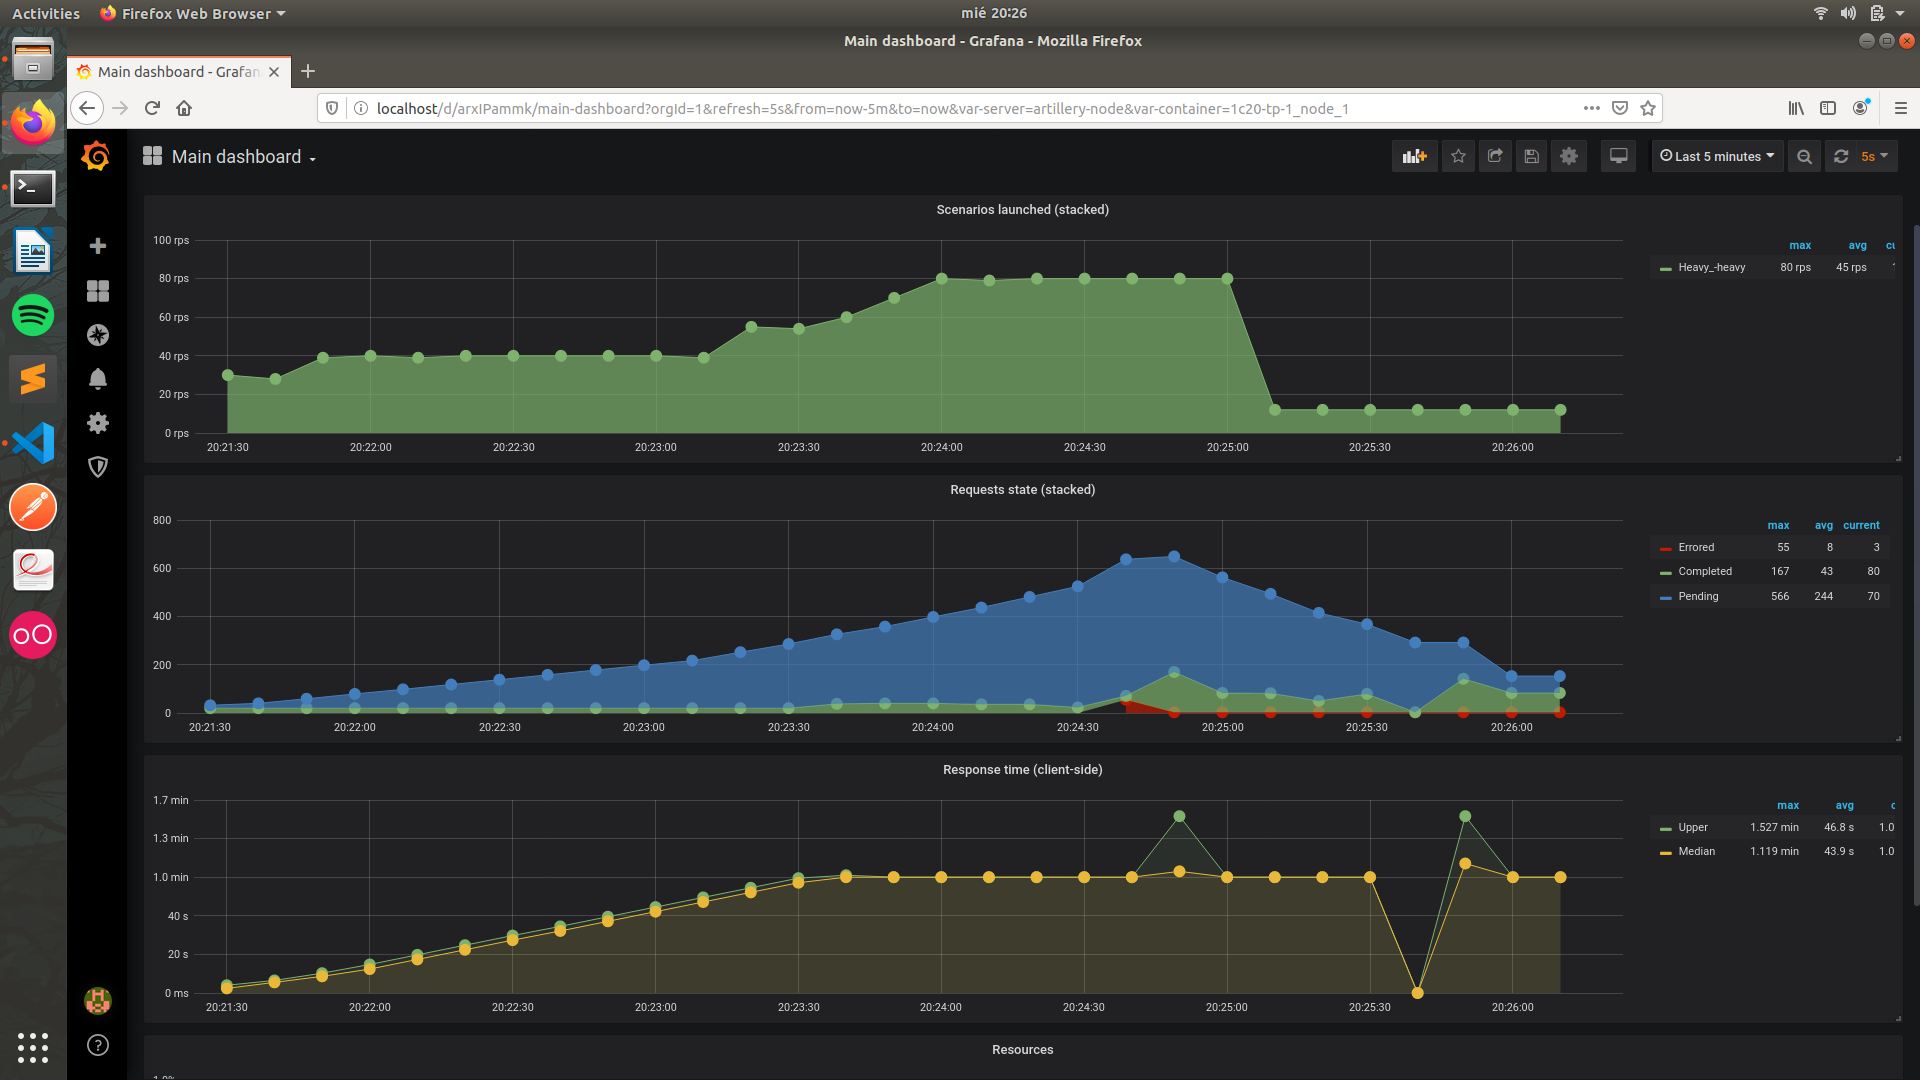 Activities Firefox Web Browser mié 20:26
Main dashboard - Grafana - Mozilla Firefox
Main dashboard - Grafan
localhost/d/arxIPammk/main-dashboard?orgId=1&refresh=5s&from=now-5m&to=now&var-server=artillery-node&var-container=1c20-tp-1_node_1
Main dashboard
Last 5 minutes 5s
Scenarios launched (stacked)
100 rps
80 rps
60 rps
40 rps
20 rps
0 rps
20:21:30 20:22:00 20:22:30 20:23:00 20:23:30 20:24:00 20:24:30 20:25:00 20:25:30 20:26:00
max avg
Heavy_-heavy 80 rps 45 rps
Requests state (stacked)
800
600
400
200
0
20:21:30 20:22:00 20:22:30 20:23:00 20:23:30 20:24:00 20:24:30 20:25:00 20:25:30 20:26:00
max avg current
Errored 55 8 3
Completed 167 43 80
Pending 566 244 70
Response time (client-side)
1.7 min
1.3 min
1.0 min
40 s
20 s
0 ms
20:21:30 20:22:00 20:22:30 20:23:00 20:23:30 20:24:00 20:24:30 20:25:00 20:25:30 20:26:00
max avg
Upper 1.527 min 46.8 s 1.0
Median 1.119 min 43.9 s 1.0
Resources